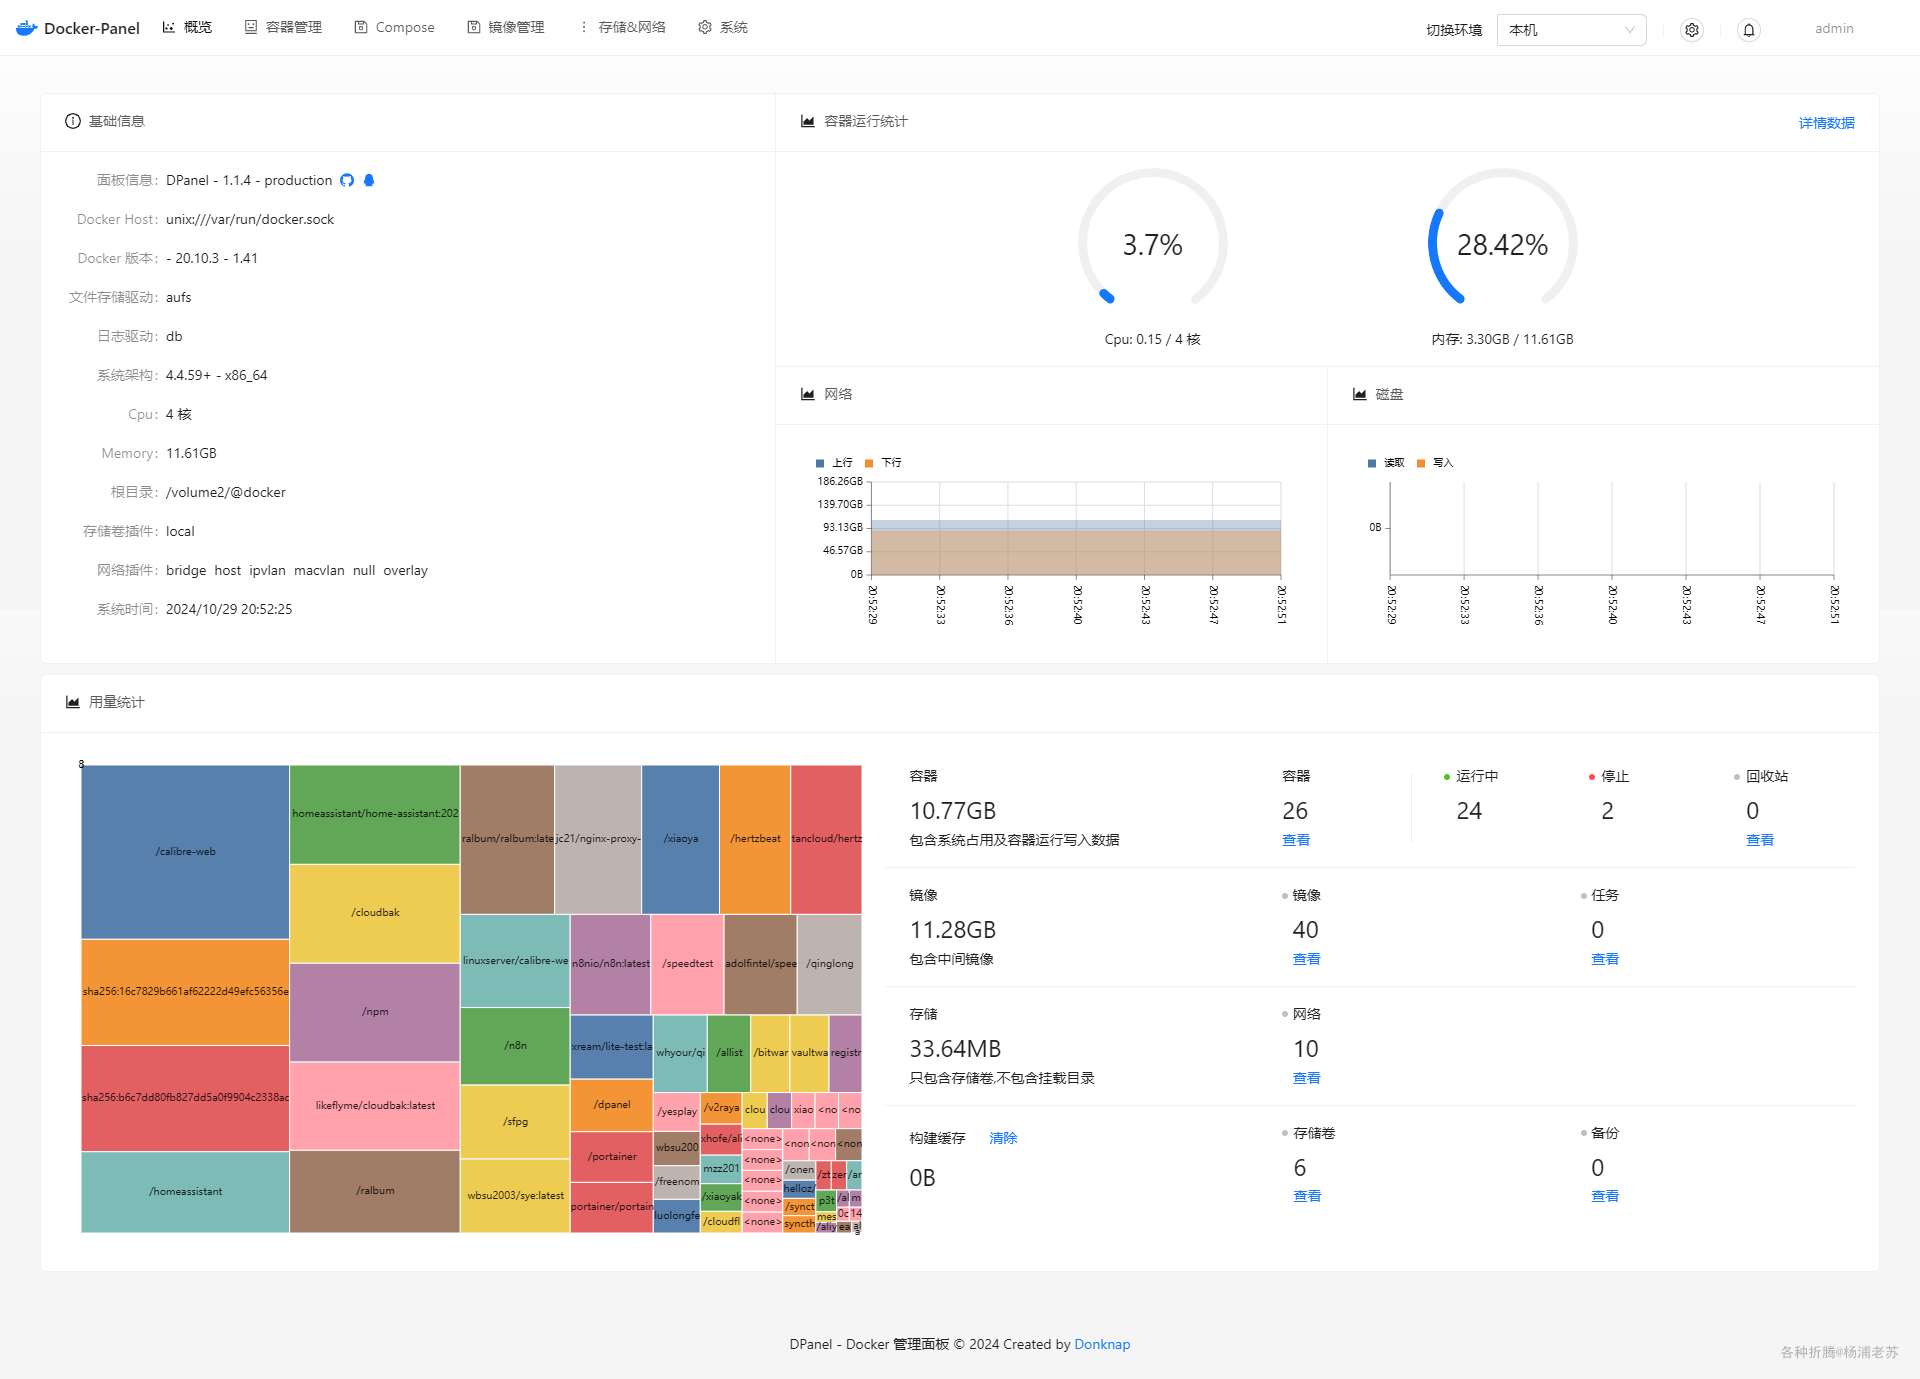 Docker-Panel 概览 容器管理 Compose 镜像管理 存储&网络 系统 切换环境 本机 admin
基础信息
面板信息: DPanel - 1.1.4 - production
Docker Host: unix:///var/run/docker.sock
Docker 版本: - 20.10.3 - 1.41
文件存储驱动: aufs
日志驱动: db
系统架构: 4.4.59+ - x86_64
Cpu: 4 核
Memory: 11.61GB
根目录: /volume2/@docker
存储卷插件: local
网络插件: bridge host ipvlan macvlan null overlay
系统时间: 2024/10/29 20:52:25
容器运行统计 详情数据
3.7% 28.42%
Cpu: 0.15 / 4 核 内存: 3.30GB / 11.61GB
网络
上行 下行
186.26GB
139.70GB
93.13GB
46.57GB
0B
20:52:29 20:52:33 20:52:36 20:52:40 20:52:43 20:52:47 20:52:51
磁盘
读取 写入
0B
20:52:29 20:52:33 20:52:36 20:52:40 20:52:43 20:52:47 20:52:51
用量统计
/calibre-web
sha256:16c7829b661af62222d49efc56356e
sha256:b6c7dd80fb827dd5a0f9904c2338ac
/homeassistant
homeassistant/home-assistant:202
/cloudbak
/npm
likeflyme/cloudbak:latest
/ralbum
ralbum/ralbum:late jc21/nginx-proxy- /xiaoya /hertzbeat tancloud/hertz
linuxserver/calibre-we n8nio/n8n:latest /speedtest adolfintel/spee /qinglong
/n8n
/sfpg
wbsu2003/sye:latest
xream/lite-test:la whyour/qi /allist /bitwar vaultwa registr
/dpanel
/portainer
portainer/portain
/yesplay /v2raya clou clou xiao <no <no
wbsu200 xhofe/ali <none> <non <non <non
/freenom mzz201 <none> /onen /zt zer /ar
luolongfe /xiaoyak <none> helloz/ p3t /al m
/cloudfl <none> /synct mes 0c 14
<none> syncth /aliy ea al
容器
10.77GB
包含系统占用及容器运行写入数据
容器 运行中 停止 回收站
26 24 2 0
查看 查看
镜像 镜像 任务
11.28GB 40 0
包含中间镜像 查看 查看
存储 网络
33.64MB 10
只包含存储卷,不包含挂载目录 查看
构建缓存 清除 存储卷 备份
0B 6 0
查看 查看
DPanel - Docker 管理面板 © 2024 Created by Donknap
各种折腾@杨浦老苏